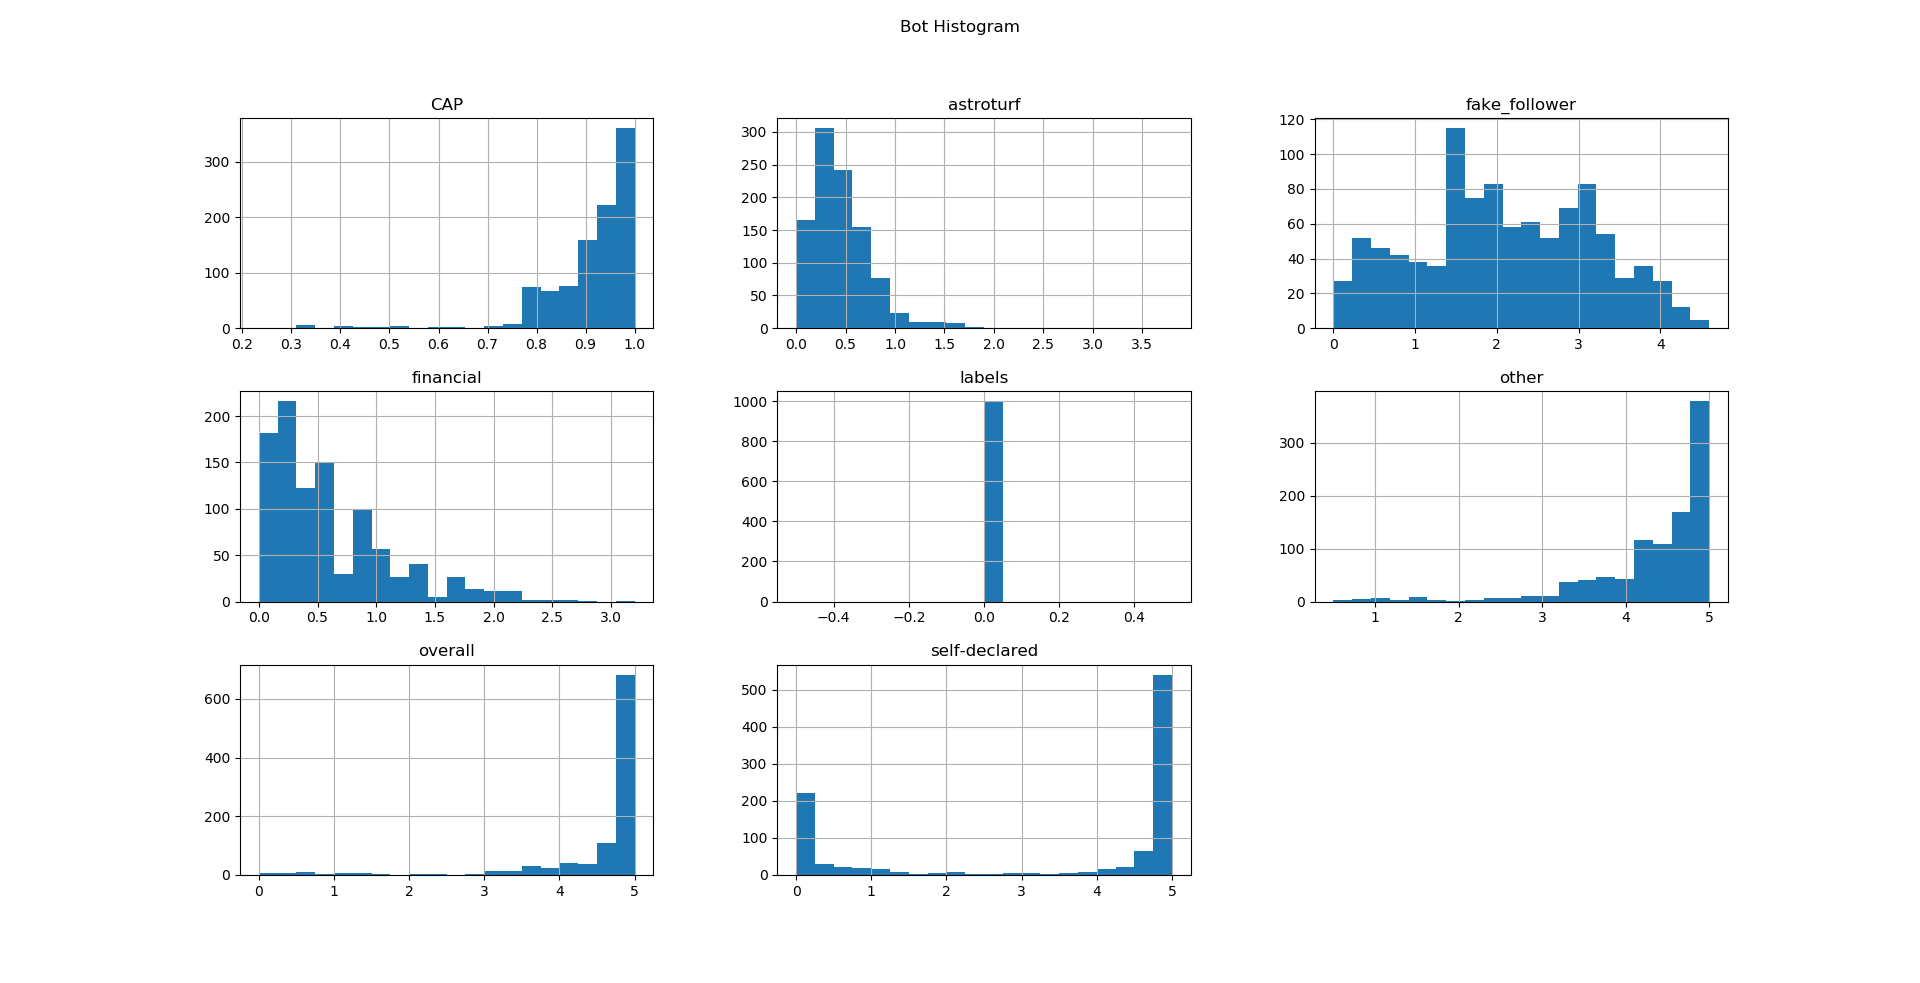 Bot Histogram
CAP
300
200
100
0
0.2 0.3 0.4 0.5 0.6 0.7 0.8 0.9 1.0
astroturf
300
250
200
150
100
50
0
0.0 0.5 1.0 1.5 2.0 2.5 3.0 3.5
fake_follower
120
100
80
60
40
20
0
0 1 2 3 4
financial
200
150
100
50
0
0.0 0.5 1.0 1.5 2.0 2.5 3.0
labels
1000
800
600
400
200
0
−0.4 −0.2 0.0 0.2 0.4
other
300
200
100
0
1 2 3 4 5
overall
600
400
200
0
0 1 2 3 4 5
self-declared
500
400
300
200
100
0
0 1 2 3 4 5